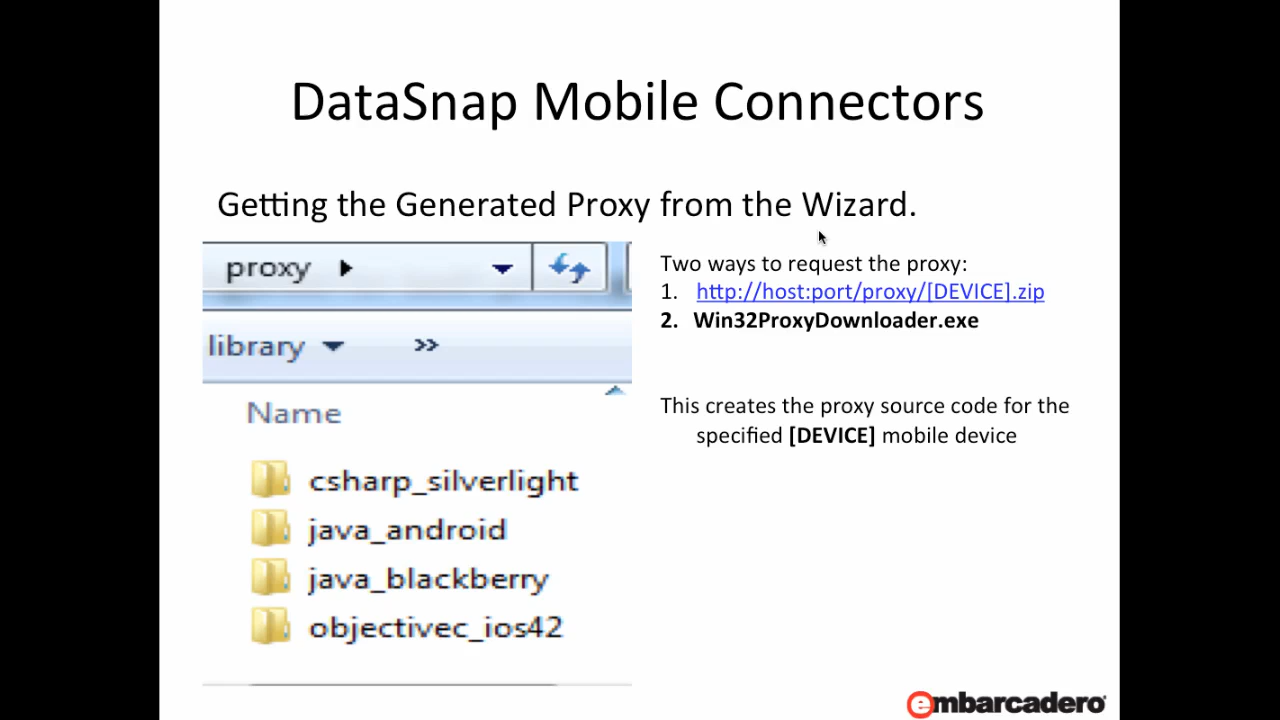 DataSnap Mobile Connectors
Getting the Generated Proxy from the Wizard.
proxy
library
»
Name
csharp_silverlight
java_android
java_blackberry
objectivec_ios42
Two ways to request the proxy:
1. http://host:port/proxy/[DEVICE].zip
2. Win32ProxyDownloader.exe
This creates the proxy source code for the
specified [DEVICE] mobile device
embarcadero